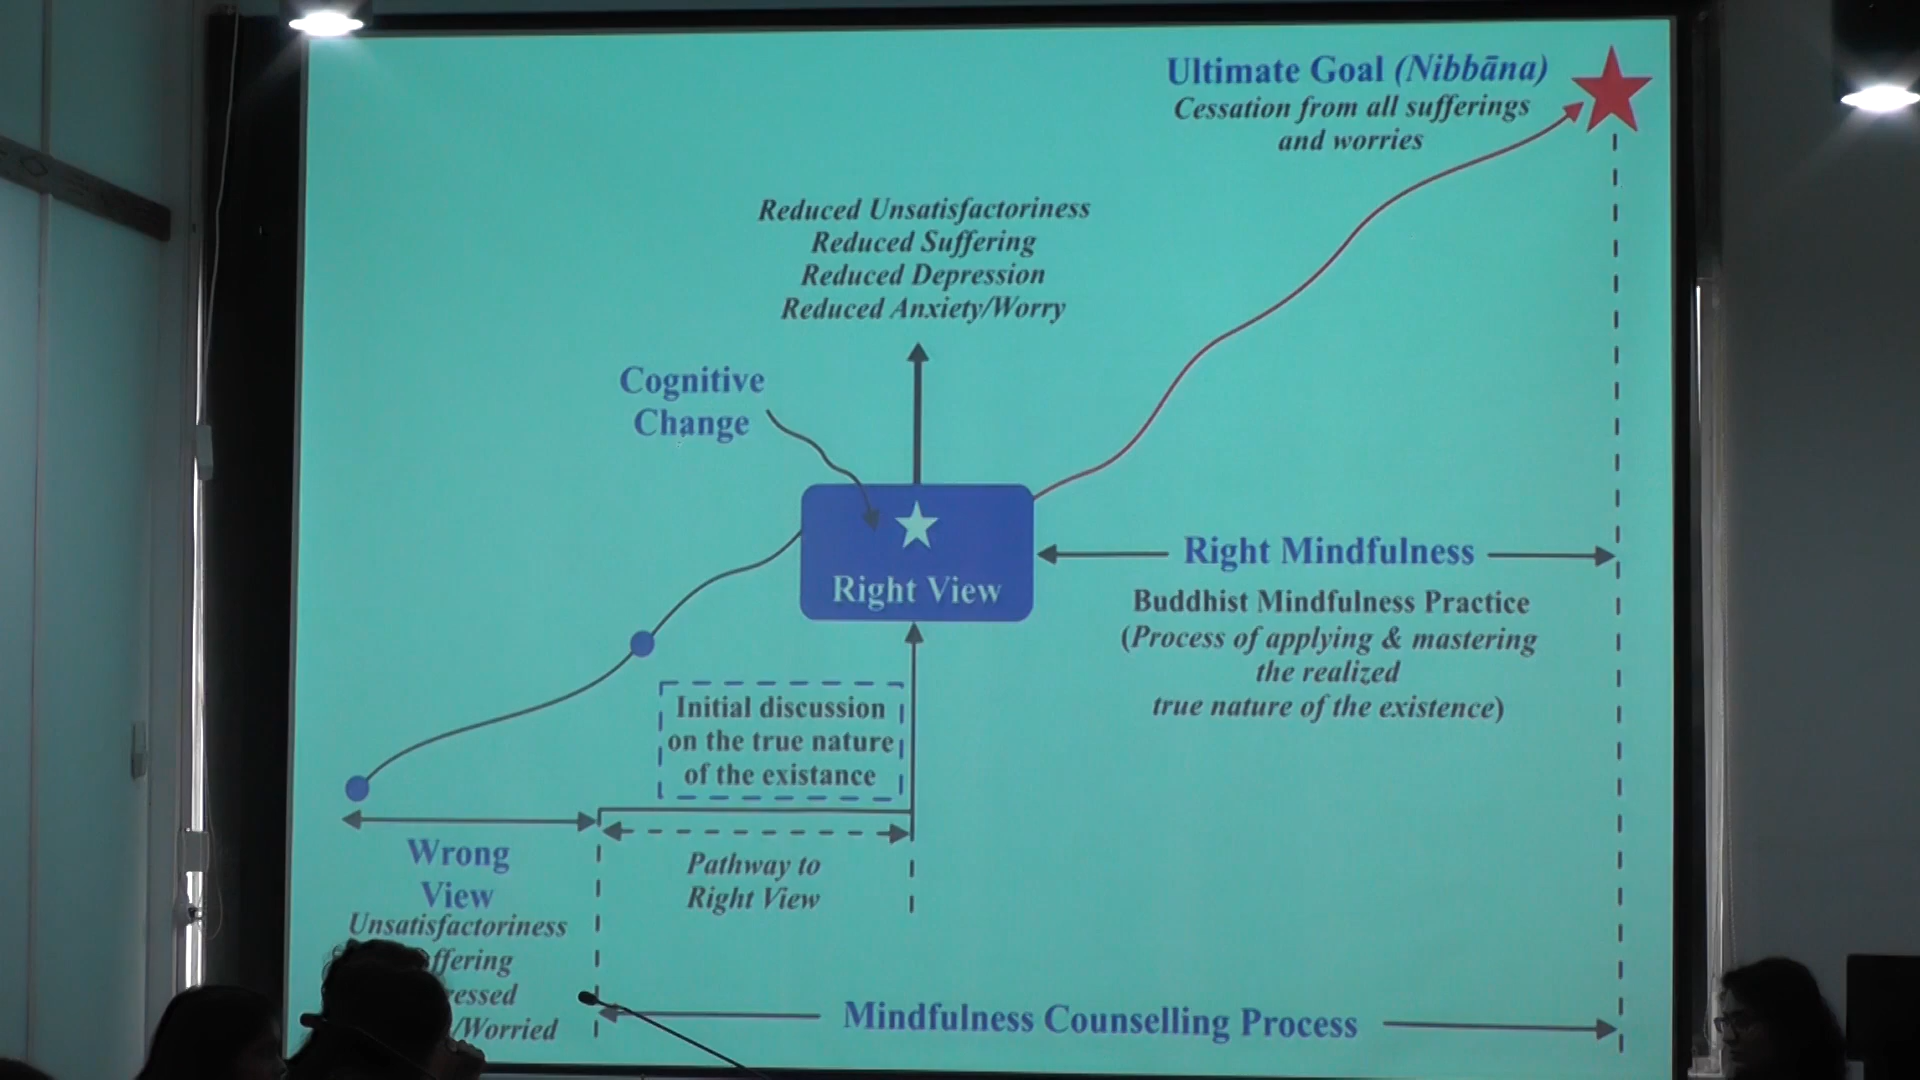 Ultimate Goal (Nibbāna)
Cessation from all sufferings
and worries
Reduced Unsatisfactoriness
Reduced Suffering
Reduced Depression
Reduced Anxiety/Worry
Cognitive
Change
Right View
Right Mindfulness
Buddhist Mindfulness Practice
(Process of applying & mastering
the realized
true nature of the existence)
Initial discussion
on the true nature
of the existance
Pathway to
Right View
Wrong
View
Unsatisfactoriness
/Worried
Mindfulness Counselling Process